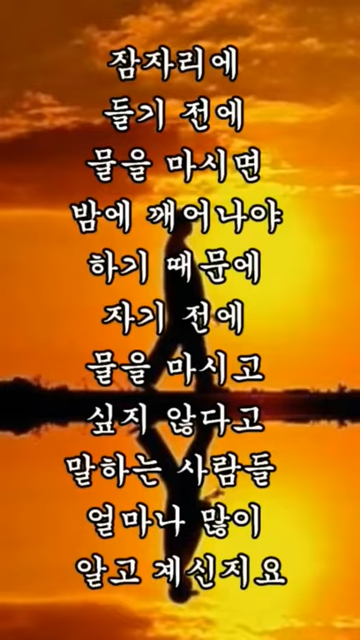 잠자리에
들기 전에
물을 마시면
밤에 깨어나야
하기 때문에
자기 전에
물을 마시고
싶지 않다고
말하는 사람들
얼마나 많이
알고 계신지요